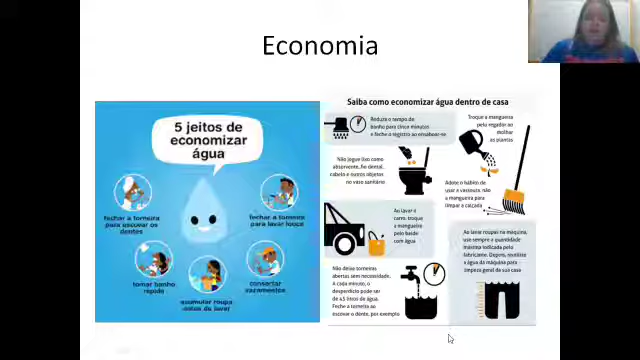 Economia
5 jeitos de
economizar
água
fechar a torneira
para escovar os
dentes
fechar a torneira
para lavar louça
tomar banho
rápido
acumular roupa
antes de lavar
consertar
vazamentos
Saiba como economizar água dentro de casa
Reduza o tempo de
banho para cinco minutos
e feche o registro ao ensaboar-se
Troque a mangueira
pelo regador ao
molhar
as plantas
Não jogue lixo como
absorvente, fio dental,
cabelo e outros objetos
no vaso sanitário
Adote o hábito de
usar a vassoura, não
a mangueira para
limpar a calçada
Ao lavar o
carro, troque
a mangueira
pelo balde
com água
Ao lavar roupas na máquina,
use sempre a quantidade
máxima indicada pelo
fabricante. Depois, reutilize
a água da máquina para
limpeza geral da sua casa
Não deixe torneiras
abertas sem necessidade.
A cada minuto, o
desperdício pode ser
de 4,5 litros de água.
Feche a torneira ao
escovar o dente, por exemplo